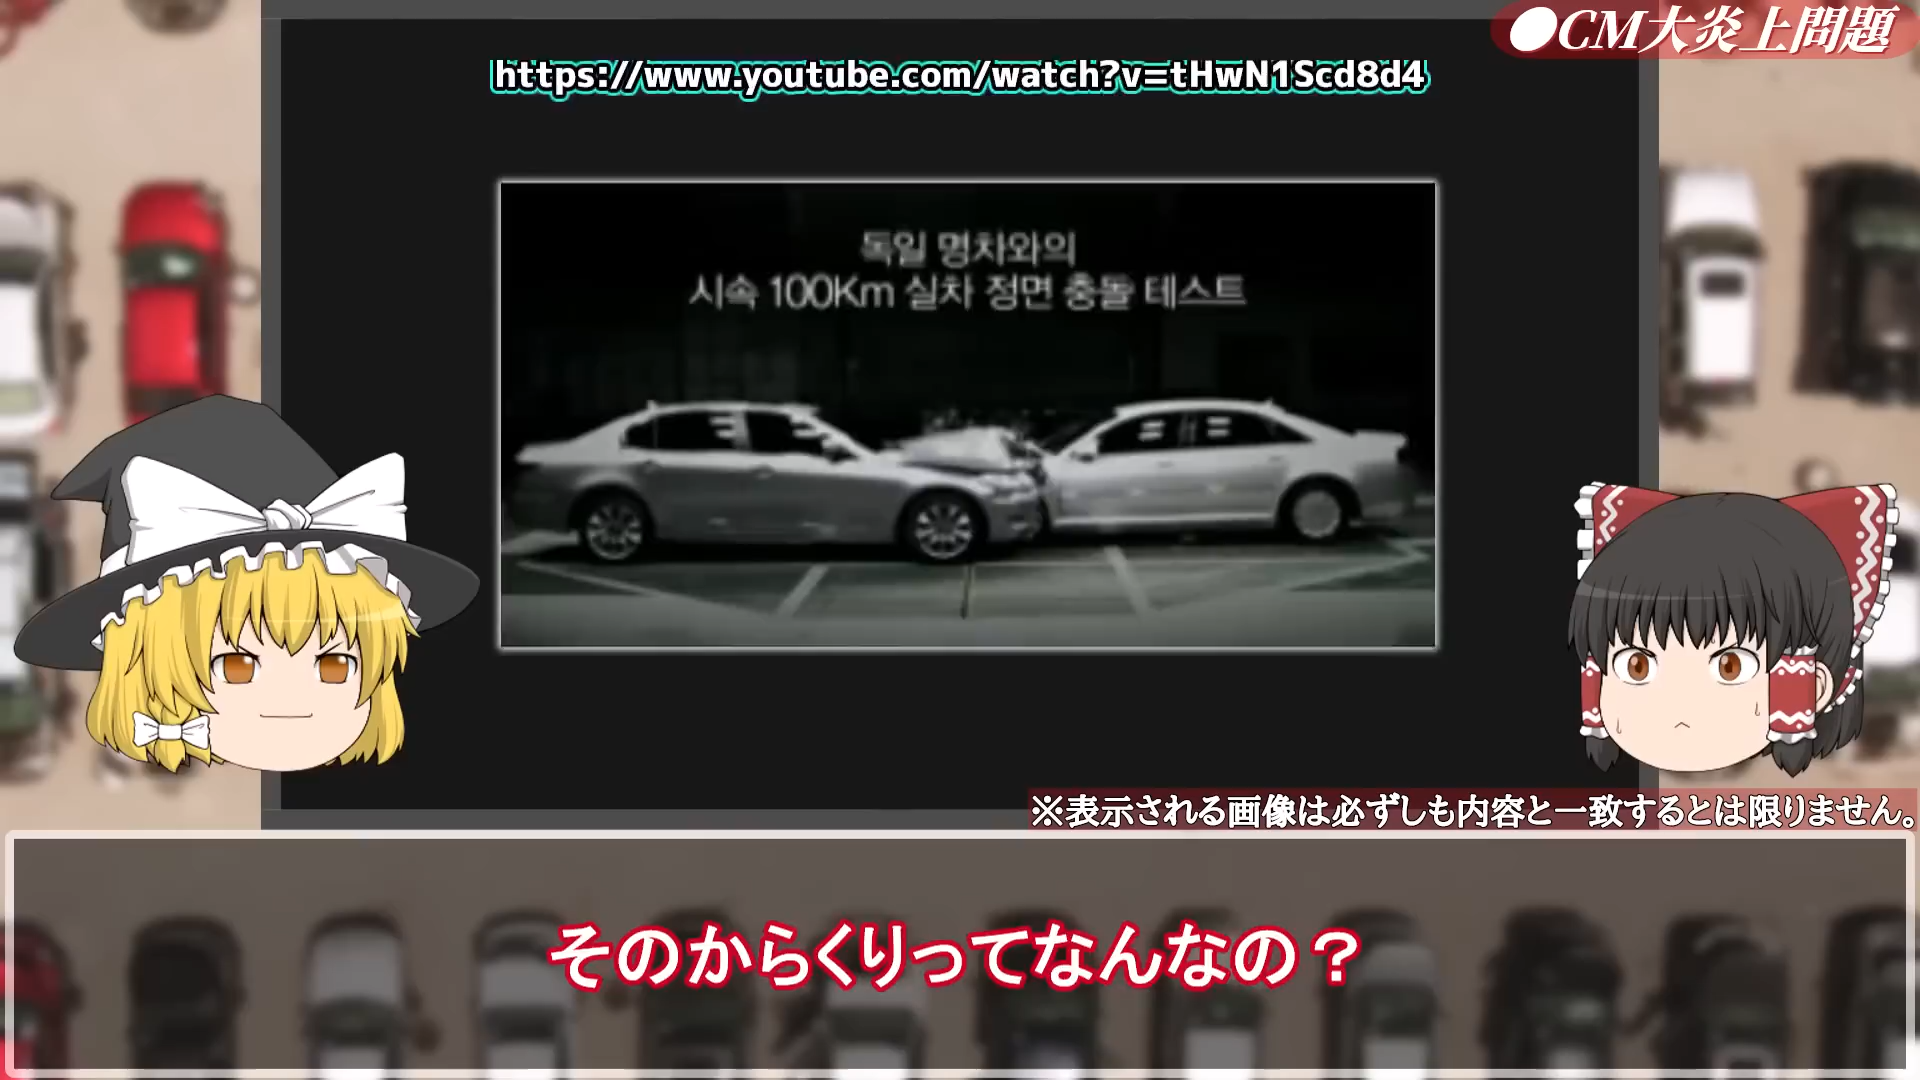 ●CM大炎上問題
https://www.youtube.com/watch?v=tHwN1Scd8d4
독일 명차와의
시속 100Km 실차 정면 충돌 테스트
※表示される画像は必ずしも内容と一致するとは限りません。
そのからくりってなんなの？